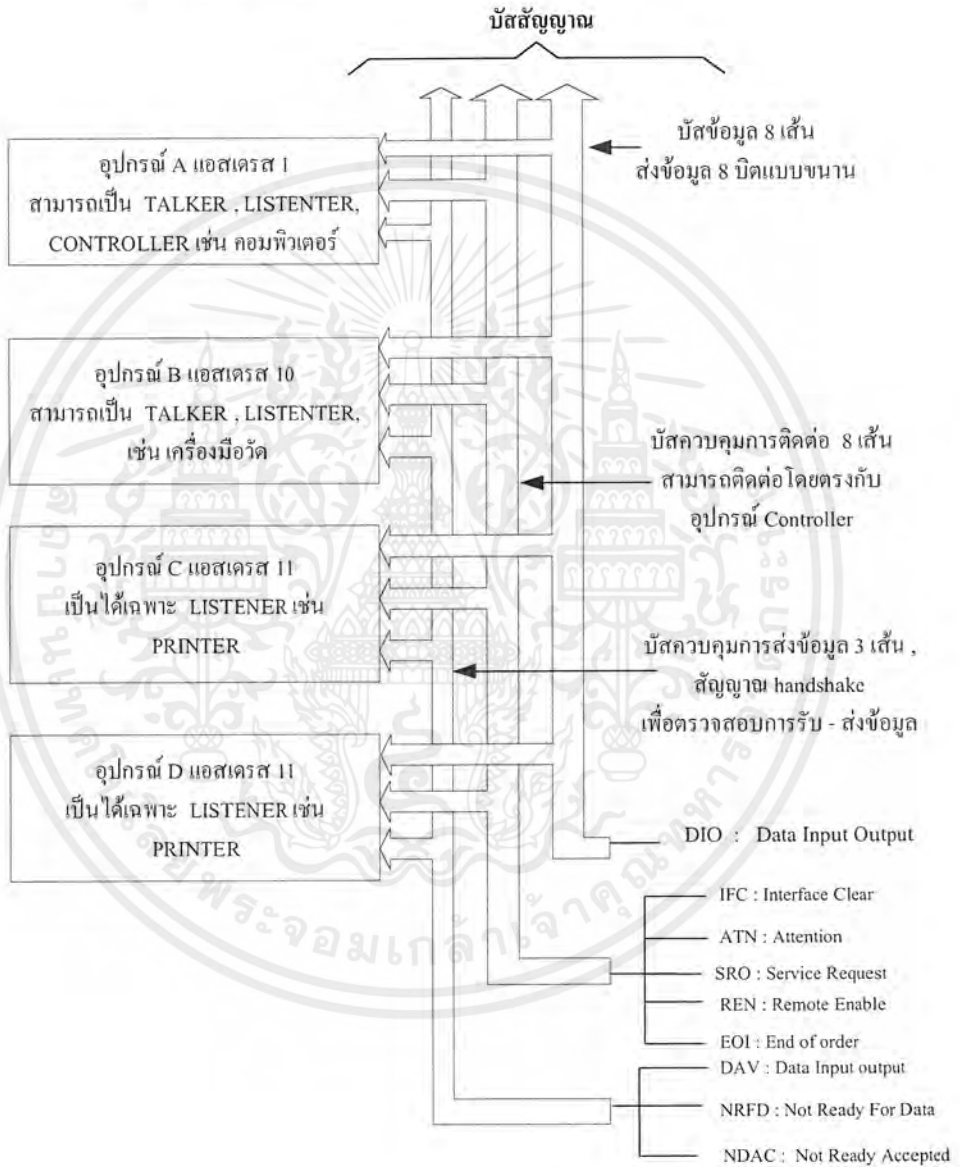 บัสสัญญาณ
บัสข้อมูล 8 เส้น
ส่งข้อมูล 8 บิตแบบขนาน
อุปกรณ์ A แอสเดรส 1
สามารถเป็น TALKER , LISTENTER,
CONTROLLER เช่น คอมพิวเตอร์
อุปกรณ์ B แอสเดรส 10
สามารถเป็น TALKER , LISTENTER,
เช่น เครื่องมือวัด
บัสควบคุมการติดต่อ 8 เส้น
สามารถติดต่อโดยตรงกับ
อุปกรณ์ Controller
อุปกรณ์ C แอสเดรส 11
เป็นได้เฉพาะ LISTENER เช่น
PRINTER
บัสควบคุมการส่งข้อมูล 3 เส้น ,
สัญญาณ handshake
เพื่อตรวจสอบการรับ - ส่งข้อมูล
อุปกรณ์ D แอสเดรส 11
เป็นได้เฉพาะ LISTENER เช่น
PRINTER
DIO : Data Input Output
IFC : Interface Clear
ATN : Attention
SRO : Service Request
REN : Remote Enable
EOI : End of order
DAV : Data Input output
NRFD : Not Ready For Data
NDAC : Not Ready Accepted